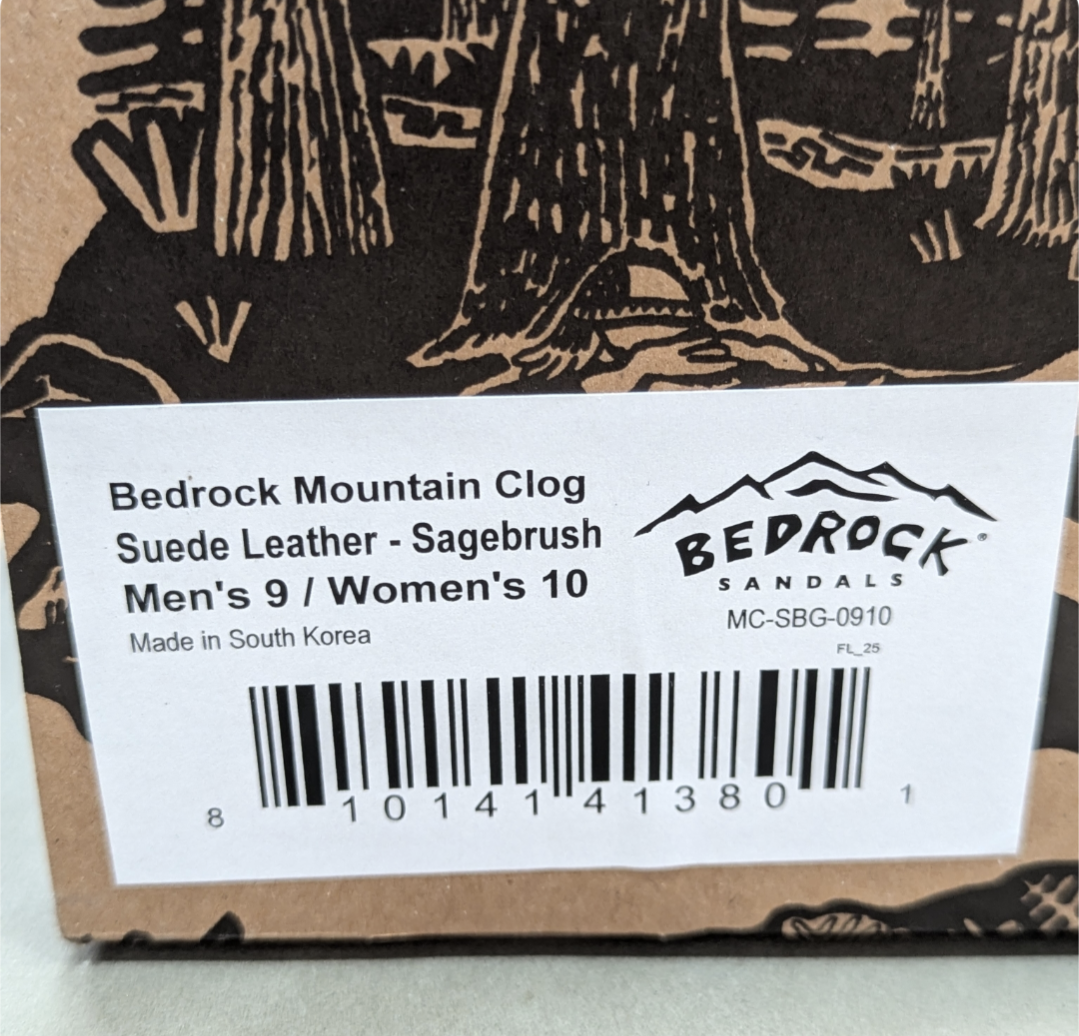 Bedrock Mountain Clog
Suede Leather - Sagebrush
Men's 9 / Women's 10
Made in South Korea
BEDROCK®
SANDALS
MC-SBG-0910
FL_25
8 10141 41380 1